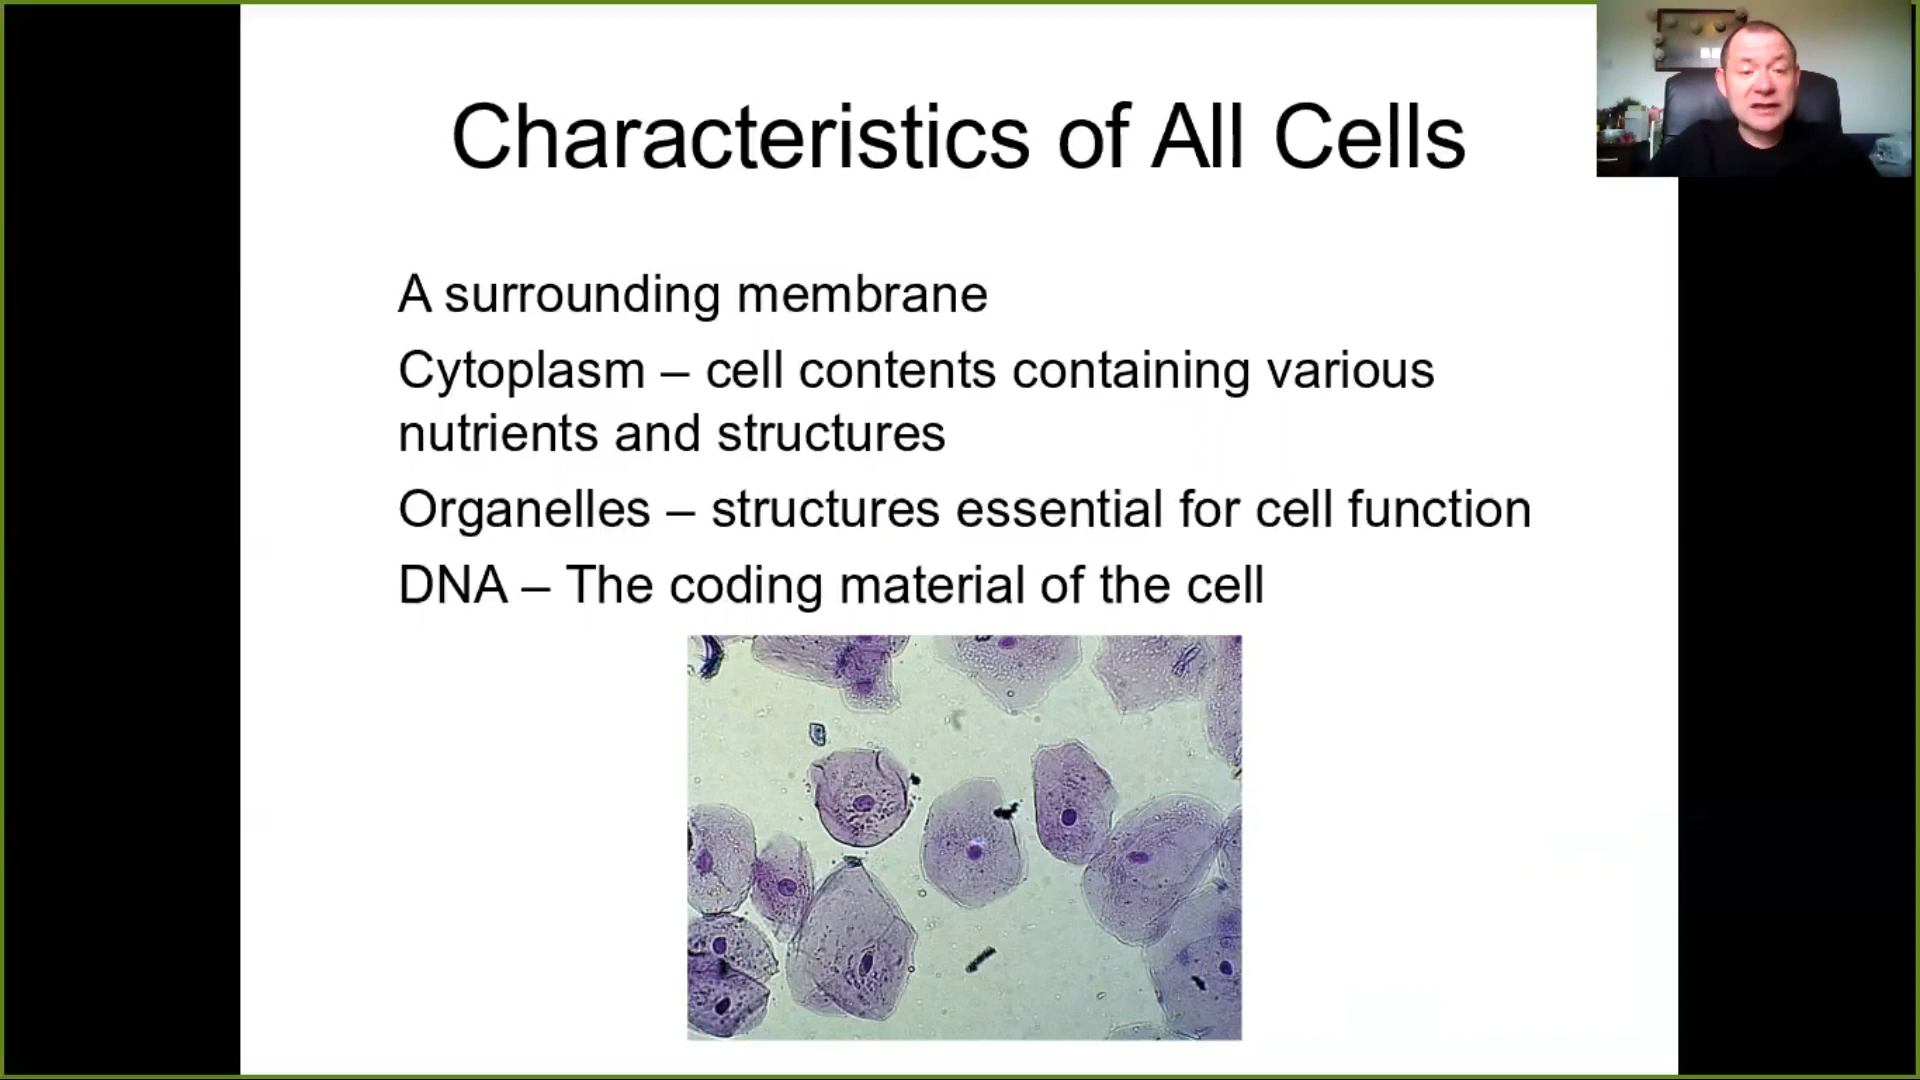 Characteristics of All Cells
A surrounding membrane
Cytoplasm – cell contents containing various
nutrients and structures
Organelles – structures essential for cell function
DNA – The coding material of the cell